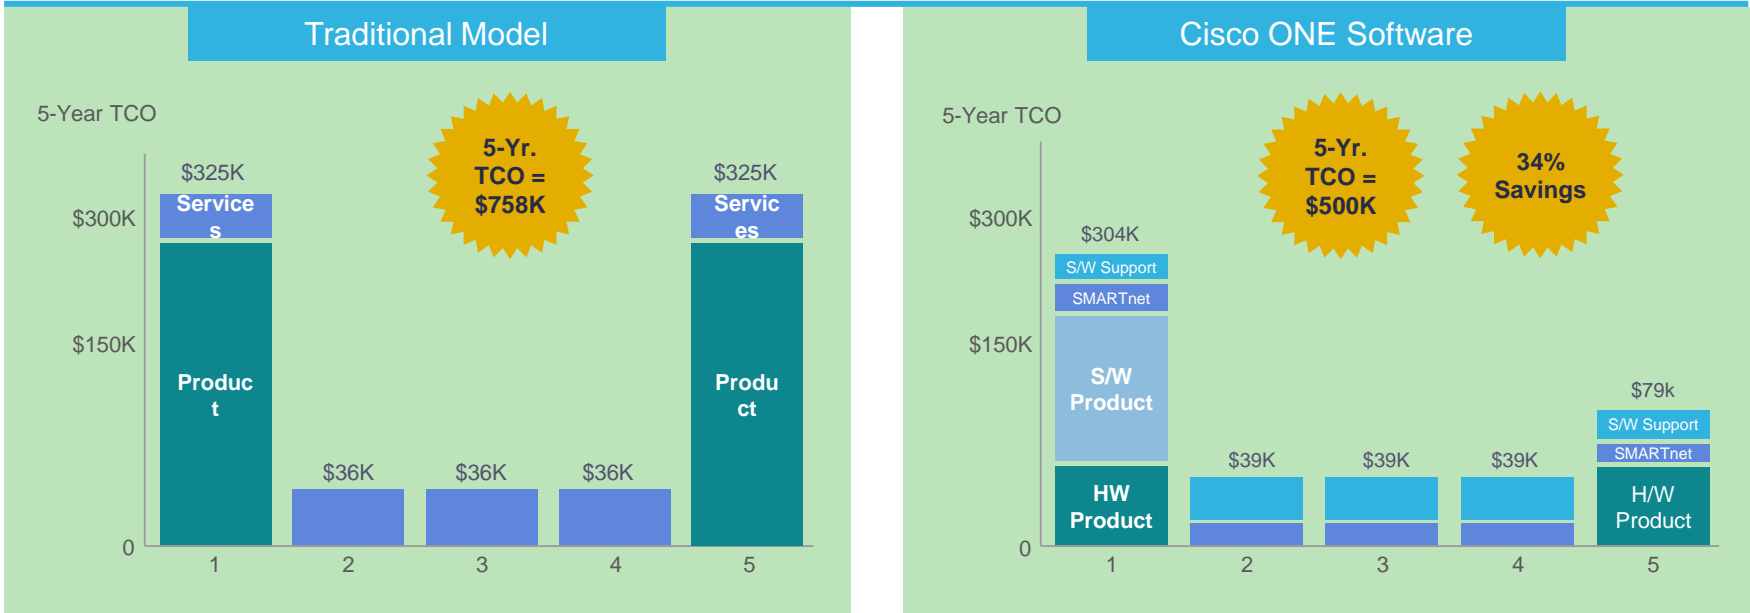 Traditional Model
5-Year TCO
$325K
$325K
5-Yr.
TCO =
$758K
Service
s
Servic
es
$300K
$150K
Produc
t
Produ
ct
$36K
$36K
$36K
0
1
2
3
4
5
Cisco ONE Software
5-Year TCO
5-Yr.
TCO =
$500K
34%
Savings
$300K
$304K
S/W Support
SMARTnet
$150K
S/W
Product
HW
Product
$39K
$39K
$39K
$79k
S/W Support
SMARTnet
H/W
Product
0
1
2
3
4
5